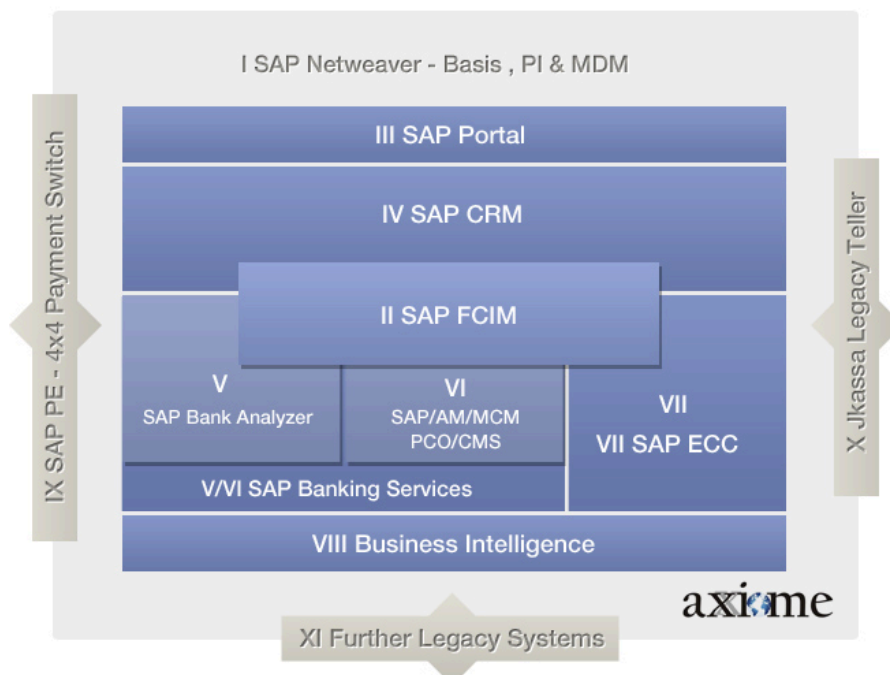 I SAP Netweaver - Basis , PI & MDM
III SAP Portal
IV SAP CRM
II SAP FCIM
V
SAP Bank Analyzer
VI
SAP/AM/MCM
PCO/CMS
VII
VII SAP ECC
V/VI SAP Banking Services
VIII Business Intelligence
IX SAP PE - 4x4 Payment Switch
X Jkassa Legacy Teller
XI Further Legacy Systems
axiome